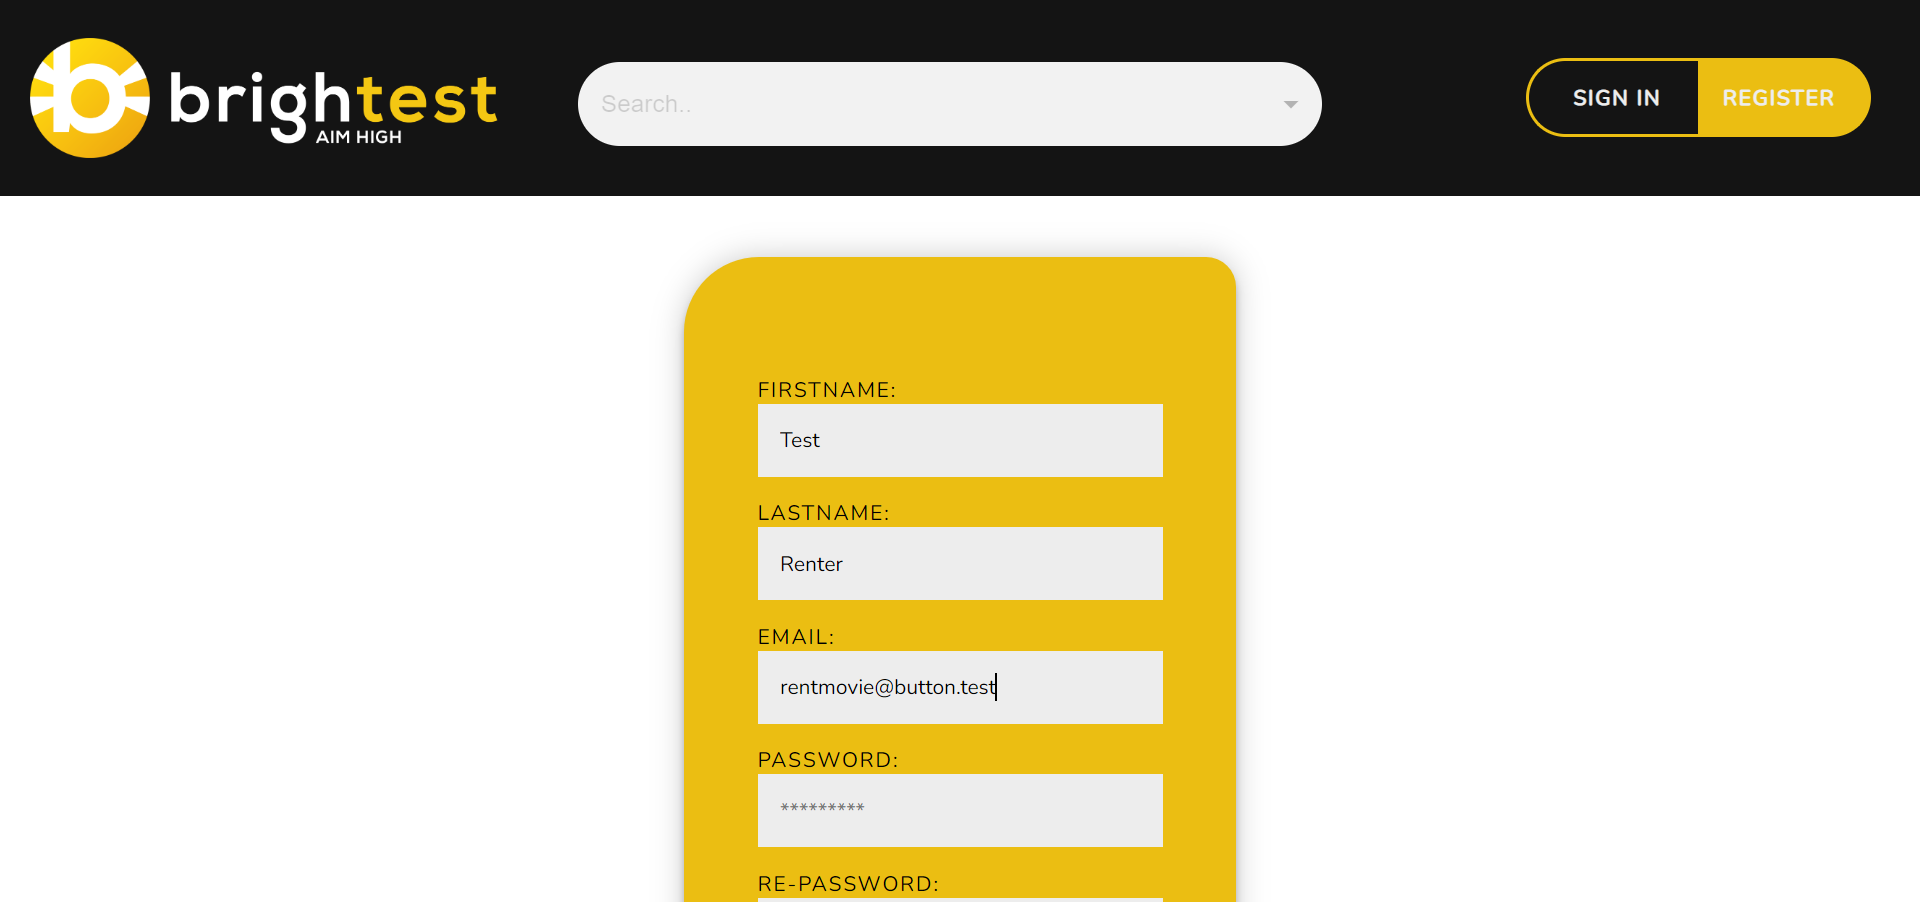 brightest
AIM HIGH
Search..
SIGN IN
REGISTER
FIRSTNAME:
Test
LASTNAME:
Renter
EMAIL:
rentmovie@button.test
PASSWORD:
*********
RE-PASSWORD: